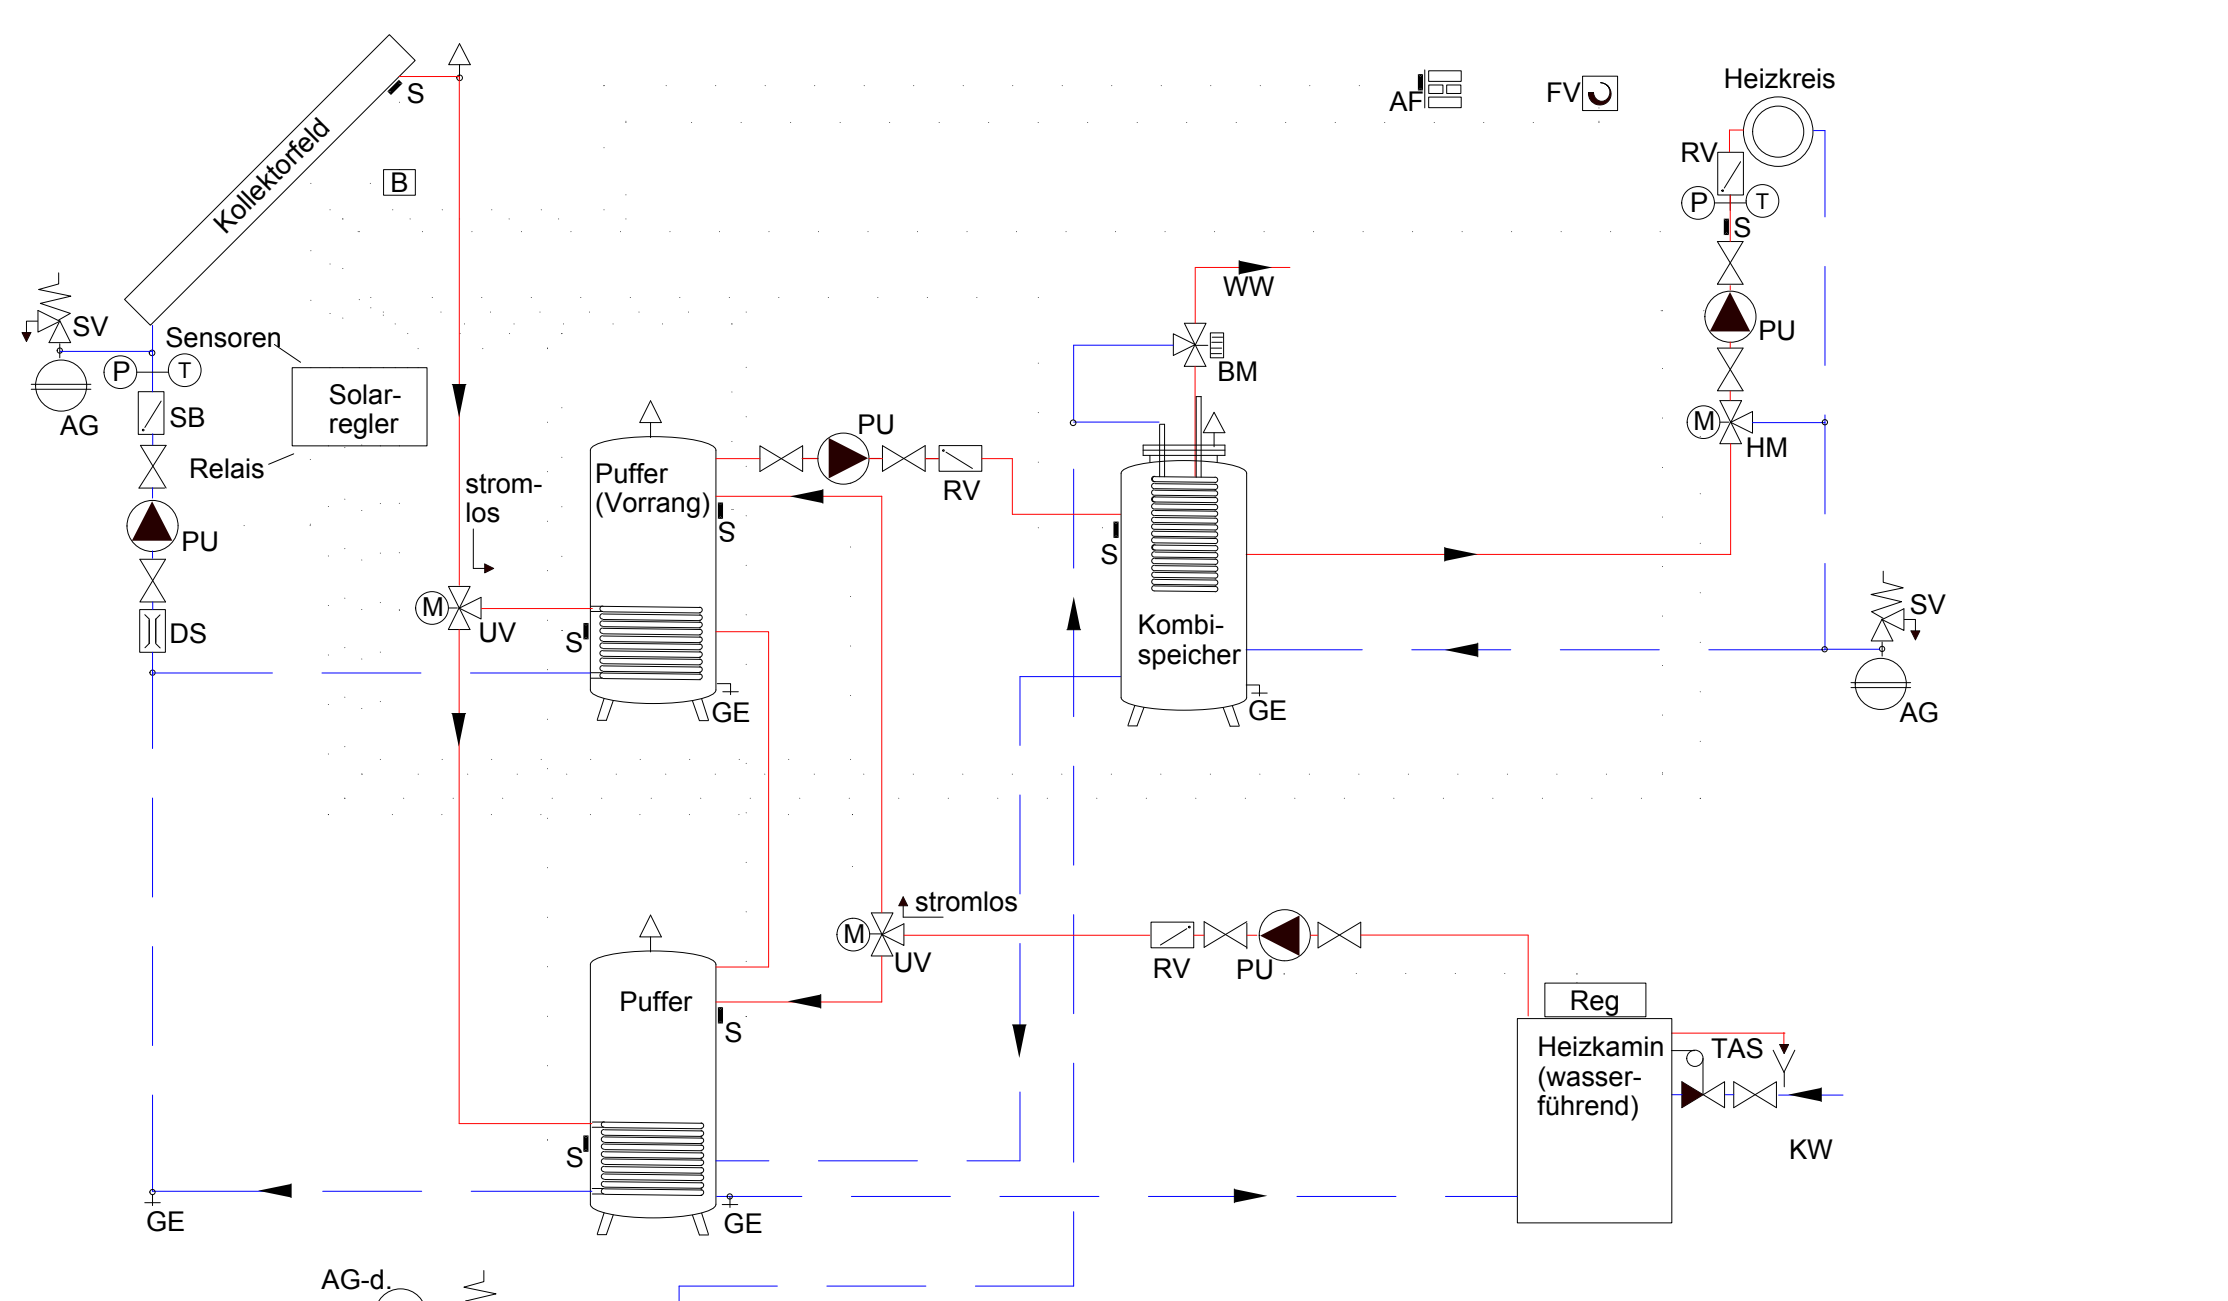 S
AF
FV
Heizkreis
Kollektorfeld
B
RV
P
T
S
WW
SV
Sensoren
PU
P
T
BM
AG
SB
Solar-
regler
PU
M
HM
Relais
Puffer
(Vorrang)
strom-
los
RV
S
S
PU
M
UV
S
DS
Kombi-
speicher
SV
GE
GE
AG
stromlos
M
UV
RV
PU
Puffer
S
Reg
Heizkamin
(wasser-
führend)
TAS
S
KW
GE
GE
AG-d.